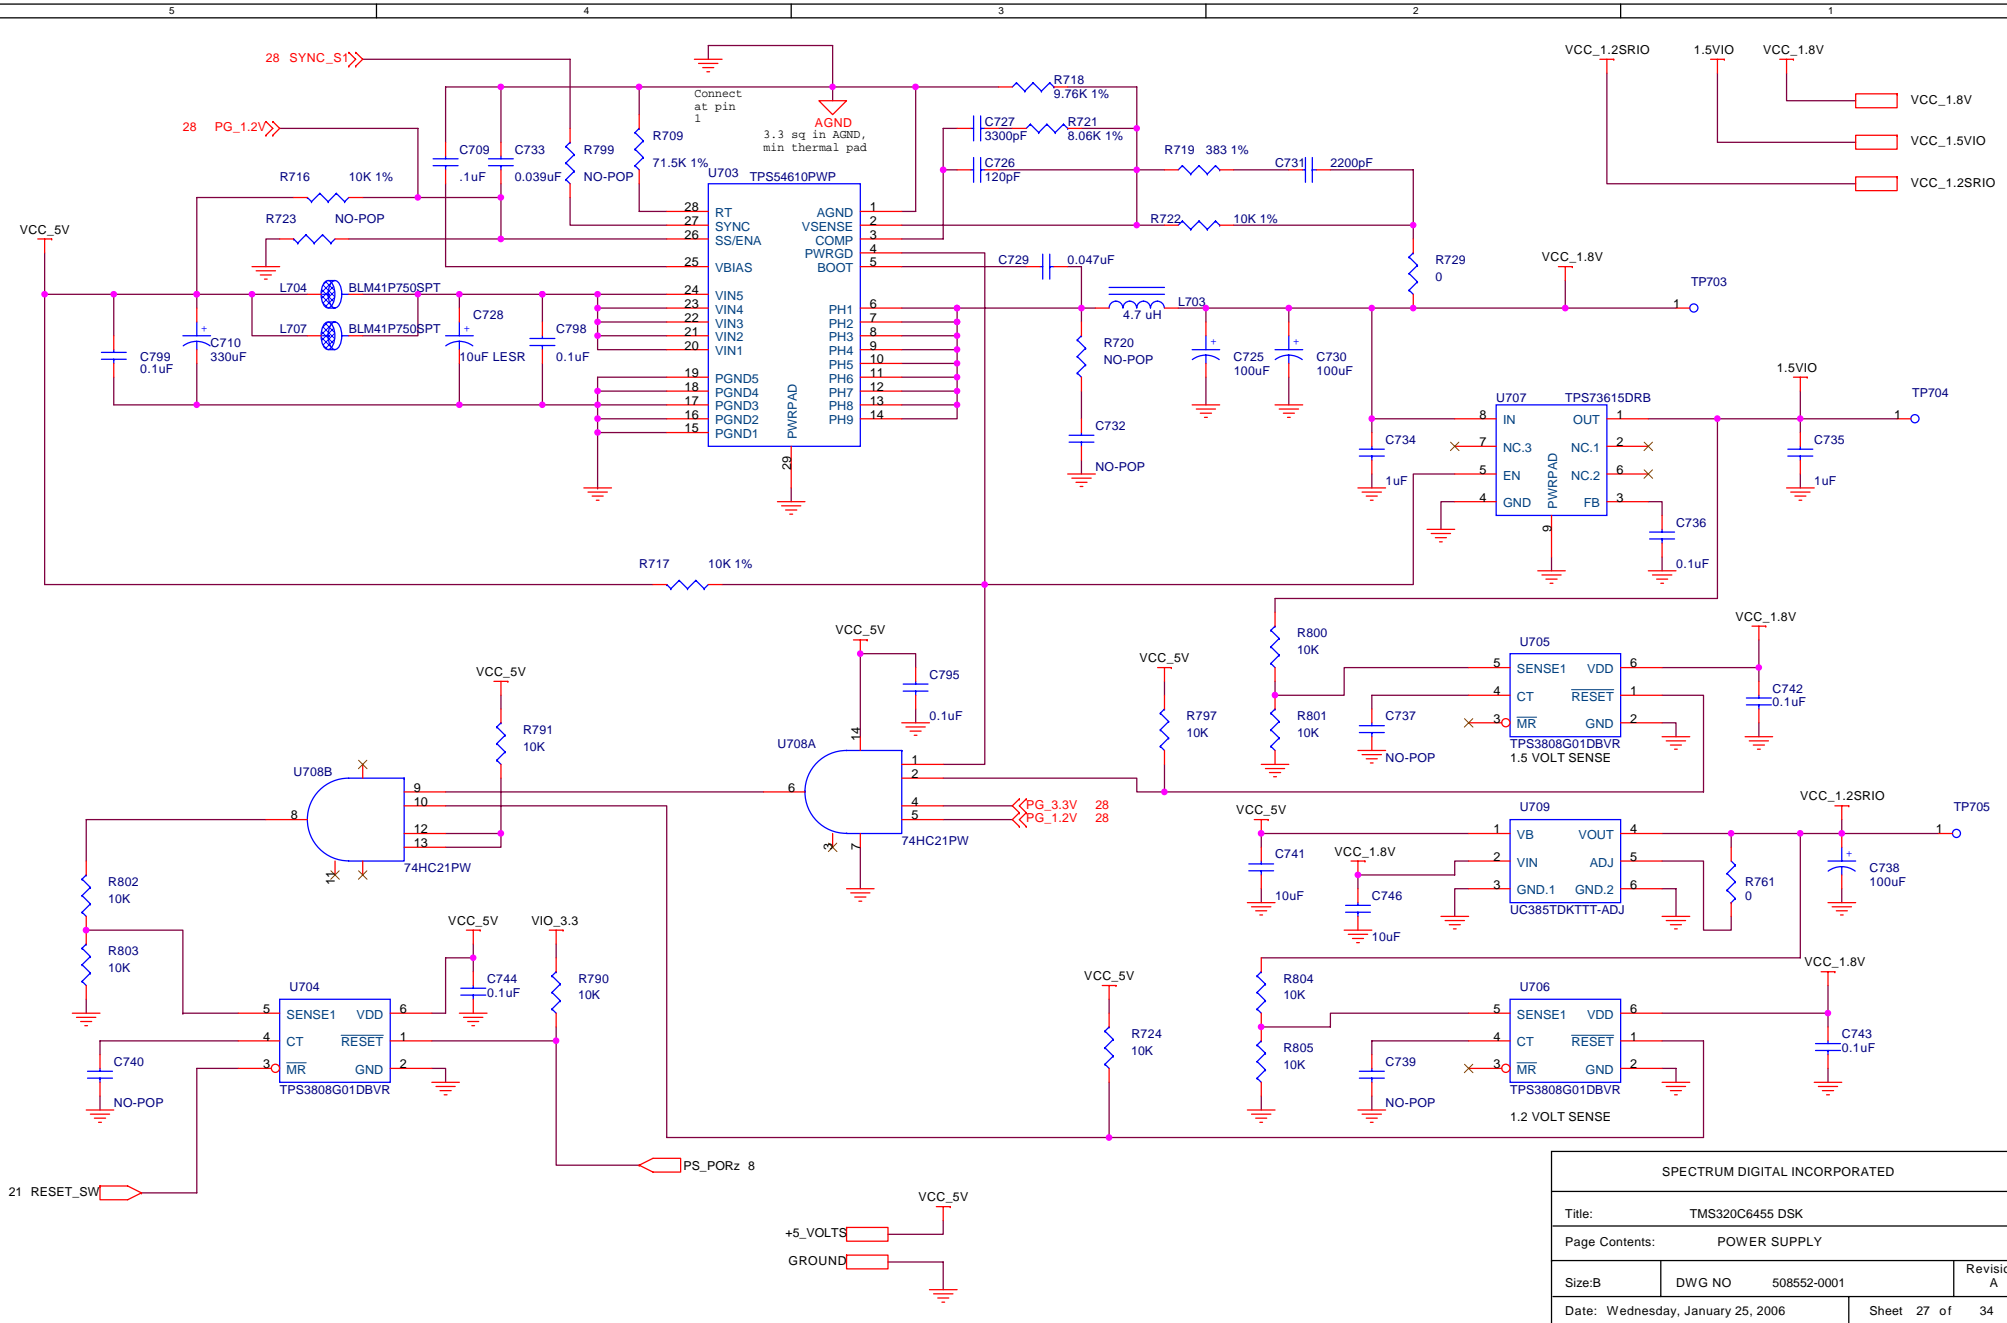 5 4 3 2 1
28 SYNC_S1
28 PG_1.2V
Connect
at pin
1
AGND
3.3 sq in AGND,
min thermal pad
R718
9.76K 1%
C727
3300pF
R721
8.06K 1%
C726
120pF
R719 383 1%
C731 2200pF
R722 10K 1%
VCC_1.2SRIO 1.5VIO VCC_1.8V
VCC_1.8V
VCC_1.5VIO
VCC_1.2SRIO
R716 10K 1%
R723 NO-POP
C709
.1uF
C733
0.039uF
R799
NO-POP
R709
71.5K 1%
VCC_5V
L704 BLM41P750SPT
L707 BLM41P750SPT
C799
0.1uF
C710
330uF
+
C728
+
10uF LESR
C798
0.1uF
U703 TPS54610PWP
28 RT
27 SYNC
26 SS/ENA
25 VBIAS
24 VIN5
23 VIN4
22 VIN3
21 VIN2
20 VIN1
19 PGND5
18 PGND4
17 PGND3
16 PGND2
15 PGND1
AGND 1
VSENSE 2
COMP 3
PWRGD 4
BOOT 5
PH1 6
PH2 7
PH3 8
PH4 9
PH5 10
PH6 11
PH7 12
PH8 13
PH9 14
PWRPAD
29
C729 0.047uF
L703
4.7 uH
R720
NO-POP
C732
NO-POP
C725
100uF
+
C730
100uF
+
R729
0
VCC_1.8V
TP703
1
C734
1uF
U707 TPS73615DRB
8 IN
7 NC.3
5 EN
4 GND
OUT 1
NC.1 2
NC.2 6
FB 3
PWRPAD
9
1.5VIO
TP704
1
C735
1uF
C736
0.1uF
R717 10K 1%
VCC_5V
C795
0.1uF
VCC_5V
R791
10K
U708A
14
1
2
4
5
6
3
7
74HC21PW
PG_3.3V 28
PG_1.2V 28
U708B
9
10
12
13
8
11
74HC21PW
VCC_5V
R797
10K
R800
10K
R801
10K
U705
5 SENSE1
4 CT
3 MR
VDD 6
RESET 1
GND 2
TPS3808G01DBVR
1.5 VOLT SENSE
C737
NO-POP
VCC_1.8V
C742
0.1uF
VCC_5V
C741
10uF
VCC_1.8V
C746
10uF
U709
1 VB
2 VIN
3 GND.1
VOUT 4
ADJ 5
GND.2 6
UC385TDKTTT-ADJ
R761
0
VCC_1.2SRIO
+
C738
100uF
TP705
1
R802
10K
R803
10K
U704
5 SENSE1
4 CT
3 MR
VDD 6
RESET 1
GND 2
TPS3808G01DBVR
C740
NO-POP
VCC_5V
C744
0.1uF
VIO_3.3
R790
10K
VCC_5V
R724
10K
R804
10K
R805
10K
U706
5 SENSE1
4 CT
3 MR
VDD 6
RESET 1
GND 2
TPS3808G01DBVR
1.2 VOLT SENSE
C739
NO-POP
VCC_1.8V
C743
0.1uF
PS_PORz 8
21 RESET_SW
VCC_5V
+5_VOLTS
GROUND
SPECTRUM DIGITAL INCORPORATED
Title: TMS320C6455 DSK
Page Contents: POWER SUPPLY
Size:B DWG NO 508552-0001 Revisio
A
Date: Wednesday, January 25, 2006 Sheet 27 of 34